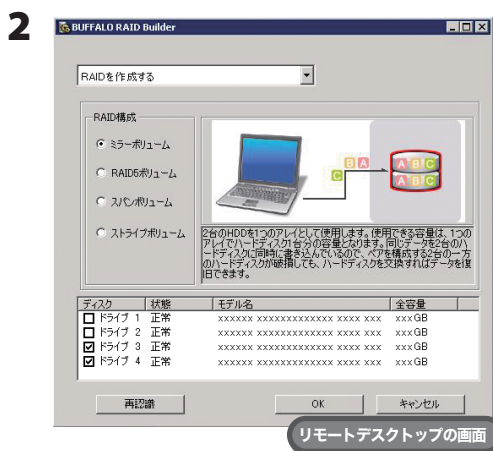 2
BUFFALO RAID Builder
RAIDを作成する
RAID構成
ミラーボリューム
RAID5ボリューム
スパンボリューム
ストライプボリューム
B A
C
A B C
A B C
2台のHDDを1つのアレイとして使用します。使用できる容量は、1つの
アレイでハードディスク1台分の容量となります。同じデータを2台のハ
ードディスクに同時に書き込んでいるので、ペアを構成する2台の一方
のハードディスクが破損しても、ハードディスクを交換すればデータを復
旧できます。
ディスク 状態 モデル名 全容量
ドライブ 1 正常 xxxxxx xxxxxxxxxxxxx xxxx xxx xxxGB
ドライブ 2 正常 xxxxxx xxxxxxxxxxxxx xxxx xxx xxxGB
ドライブ 3 正常 xxxxxx xxxxxxxxxxxxx xxxx xxx xxxGB
ドライブ 4 正常 xxxxxx xxxxxxxxxxxxx xxxx xxx xxxGB
再認識 OK キャンセル
リモートデスクトップの画面